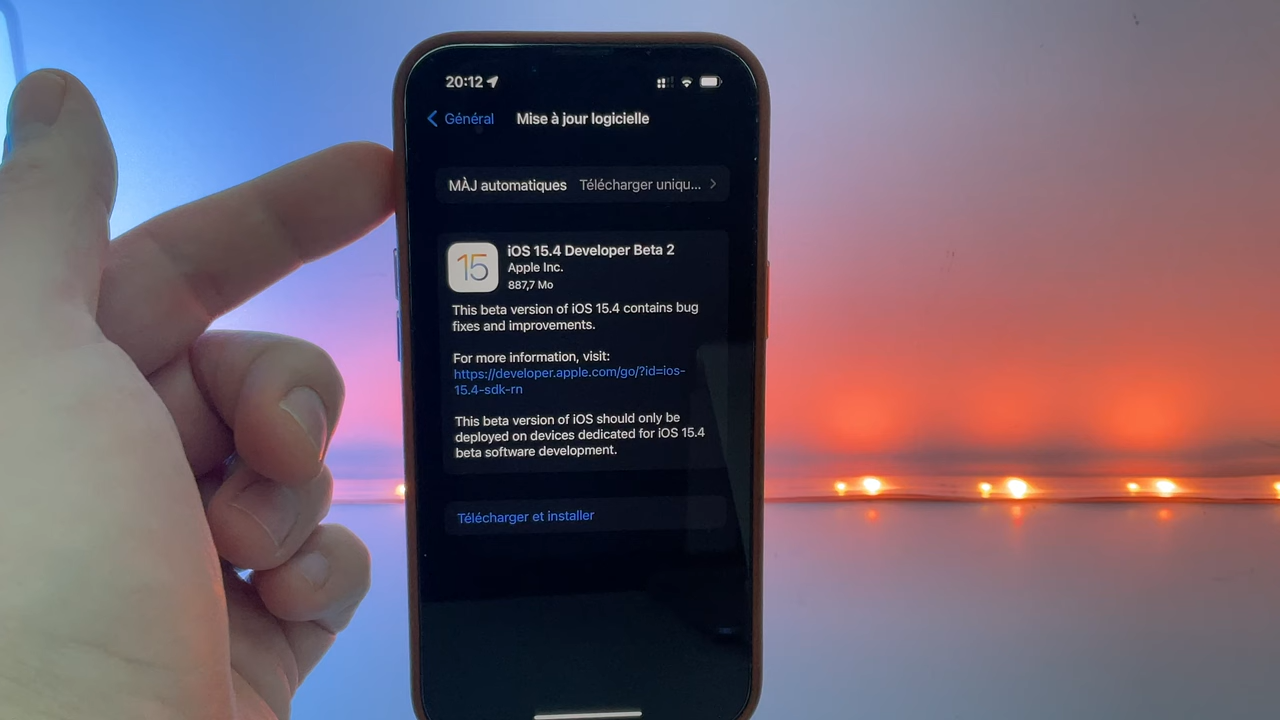 20:12
Général Mise à jour logicielle
MÀJ automatiques Télécharger uniqu...
15
iOS 15.4 Developer Beta 2
Apple Inc.
887,7 Mo
This beta version of iOS 15.4 contains bug
fixes and improvements.
For more information, visit:
https://developer.apple.com/go/?id=ios-
15.4-sdk-rn
This beta version of iOS should only be
deployed on devices dedicated for iOS 15.4
beta software development.
Télécharger et installer